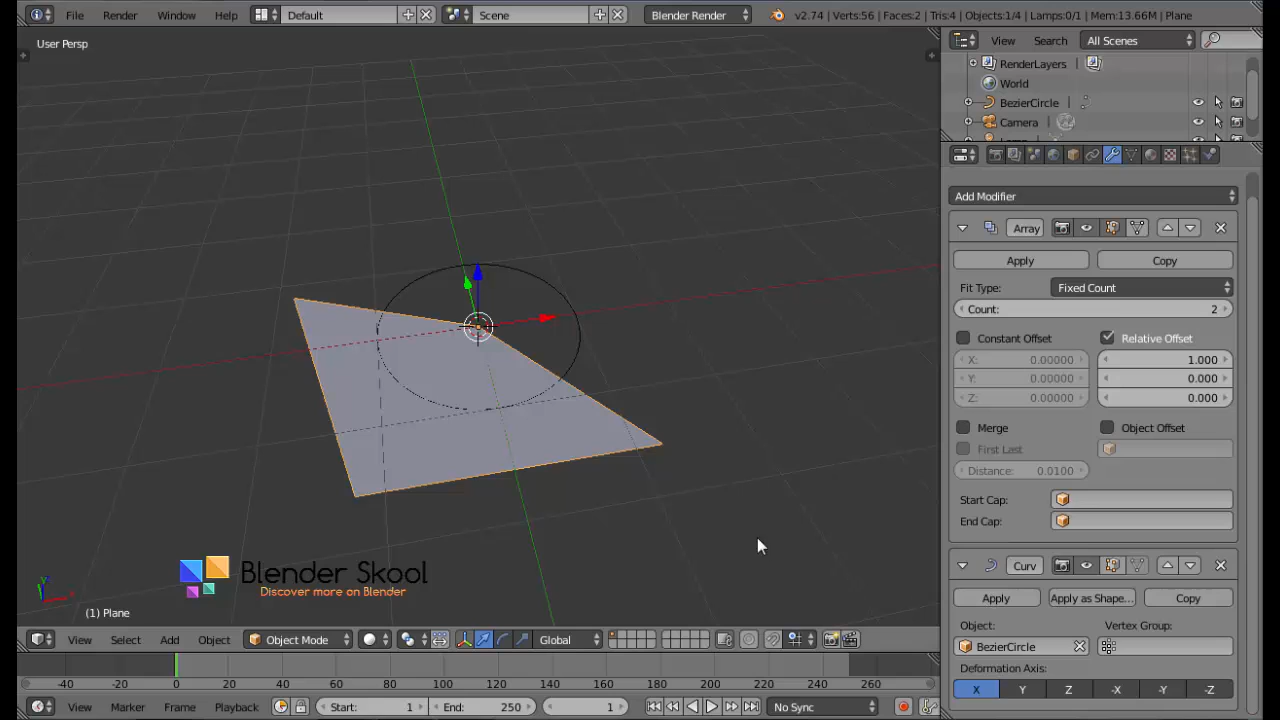 File Render Window Help Default Scene Blender Render v2.74 | Verts:56 | Faces:2 | Tris:4 | Objects:1/4 | Lamps:0/1 | Mem:13.66M | Plane
User Persp
View Search All Scenes
RenderLayers
World
BezierCircle
Camera
Add Modifier
Array
Apply Copy
Fit Type: Fixed Count
Count: 2
Constant Offset Relative Offset
X: 0.00000 1.000
Y: 0.00000 0.000
Z: 0.00000 0.000
Merge Object Offset
First Last
Distance: 0.0100
Start Cap:
End Cap:
Curv
Apply Apply as Shape... Copy
Object: Vertex Group:
BezierCircle
Deformation Axis:
X Y Z -X -Y -Z
Blender Skool
Discover more on Blender
(1) Plane
View Select Add Object Object Mode Global
-40 -20 0 20 40 60 80 100 120 140 160 180 200 220 240 260
View Marker Frame Playback Start: 1 End: 250 1 No Sync